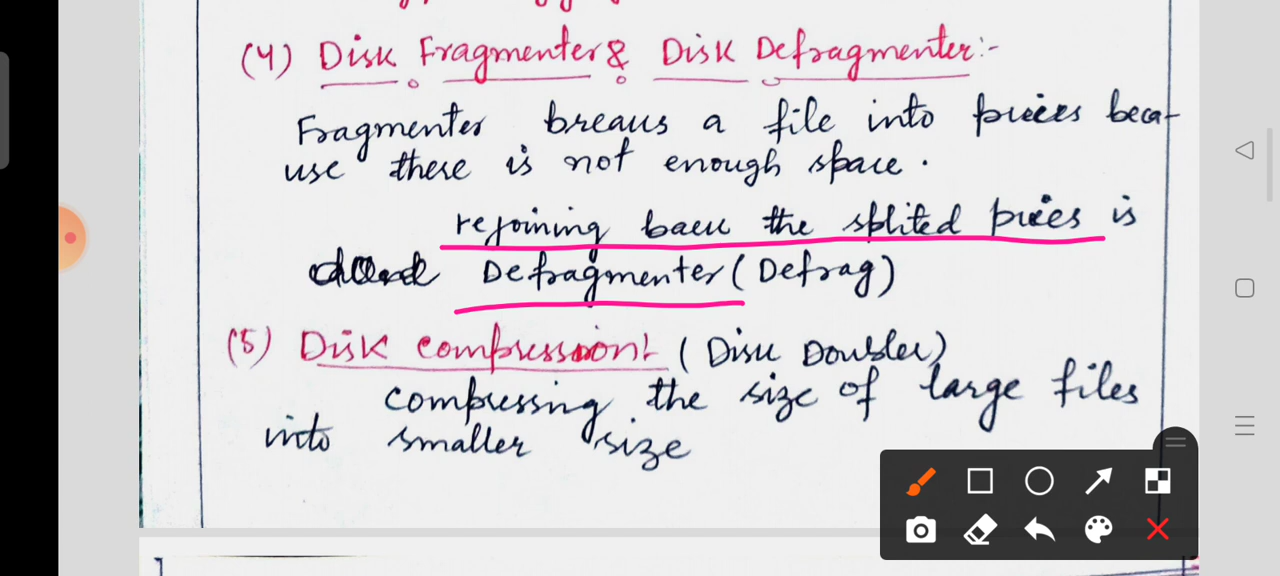 (4) Disk Fragmenter & Disk Defragmenter:-
Fragmenter breaks a file into pieces beca-
use there is not enough space.
rejoining back the splited pieces is
Defragmenter (Defrag)
(5) Disk compression:- (Disk Doubler)
compressing the size of large files
into smaller size